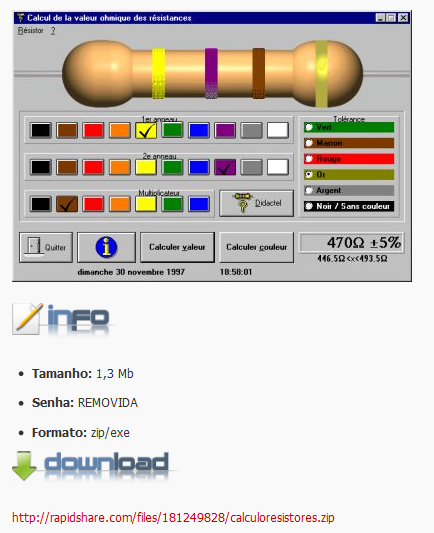 Calcul de la valeur ohmique des résistances
Résistor ?
1er anneau
2e anneau
Multiplicateur
Didactel
Tolérance
Vert
Marron
Rouge
Or
Argent
Noir / Sans couleur
Quitter
Calculer valeur
Calculer couleur
470Ω ±5%
446.5Ω <×<493.5Ω
dimanche 30 novembre 1997 18:58:01
info
Tamanho: 1,3 Mb
Senha: REMOVIDA
Formato: zip/exe
download
http://rapidshare.com/files/181249828/calculoresistores.zip